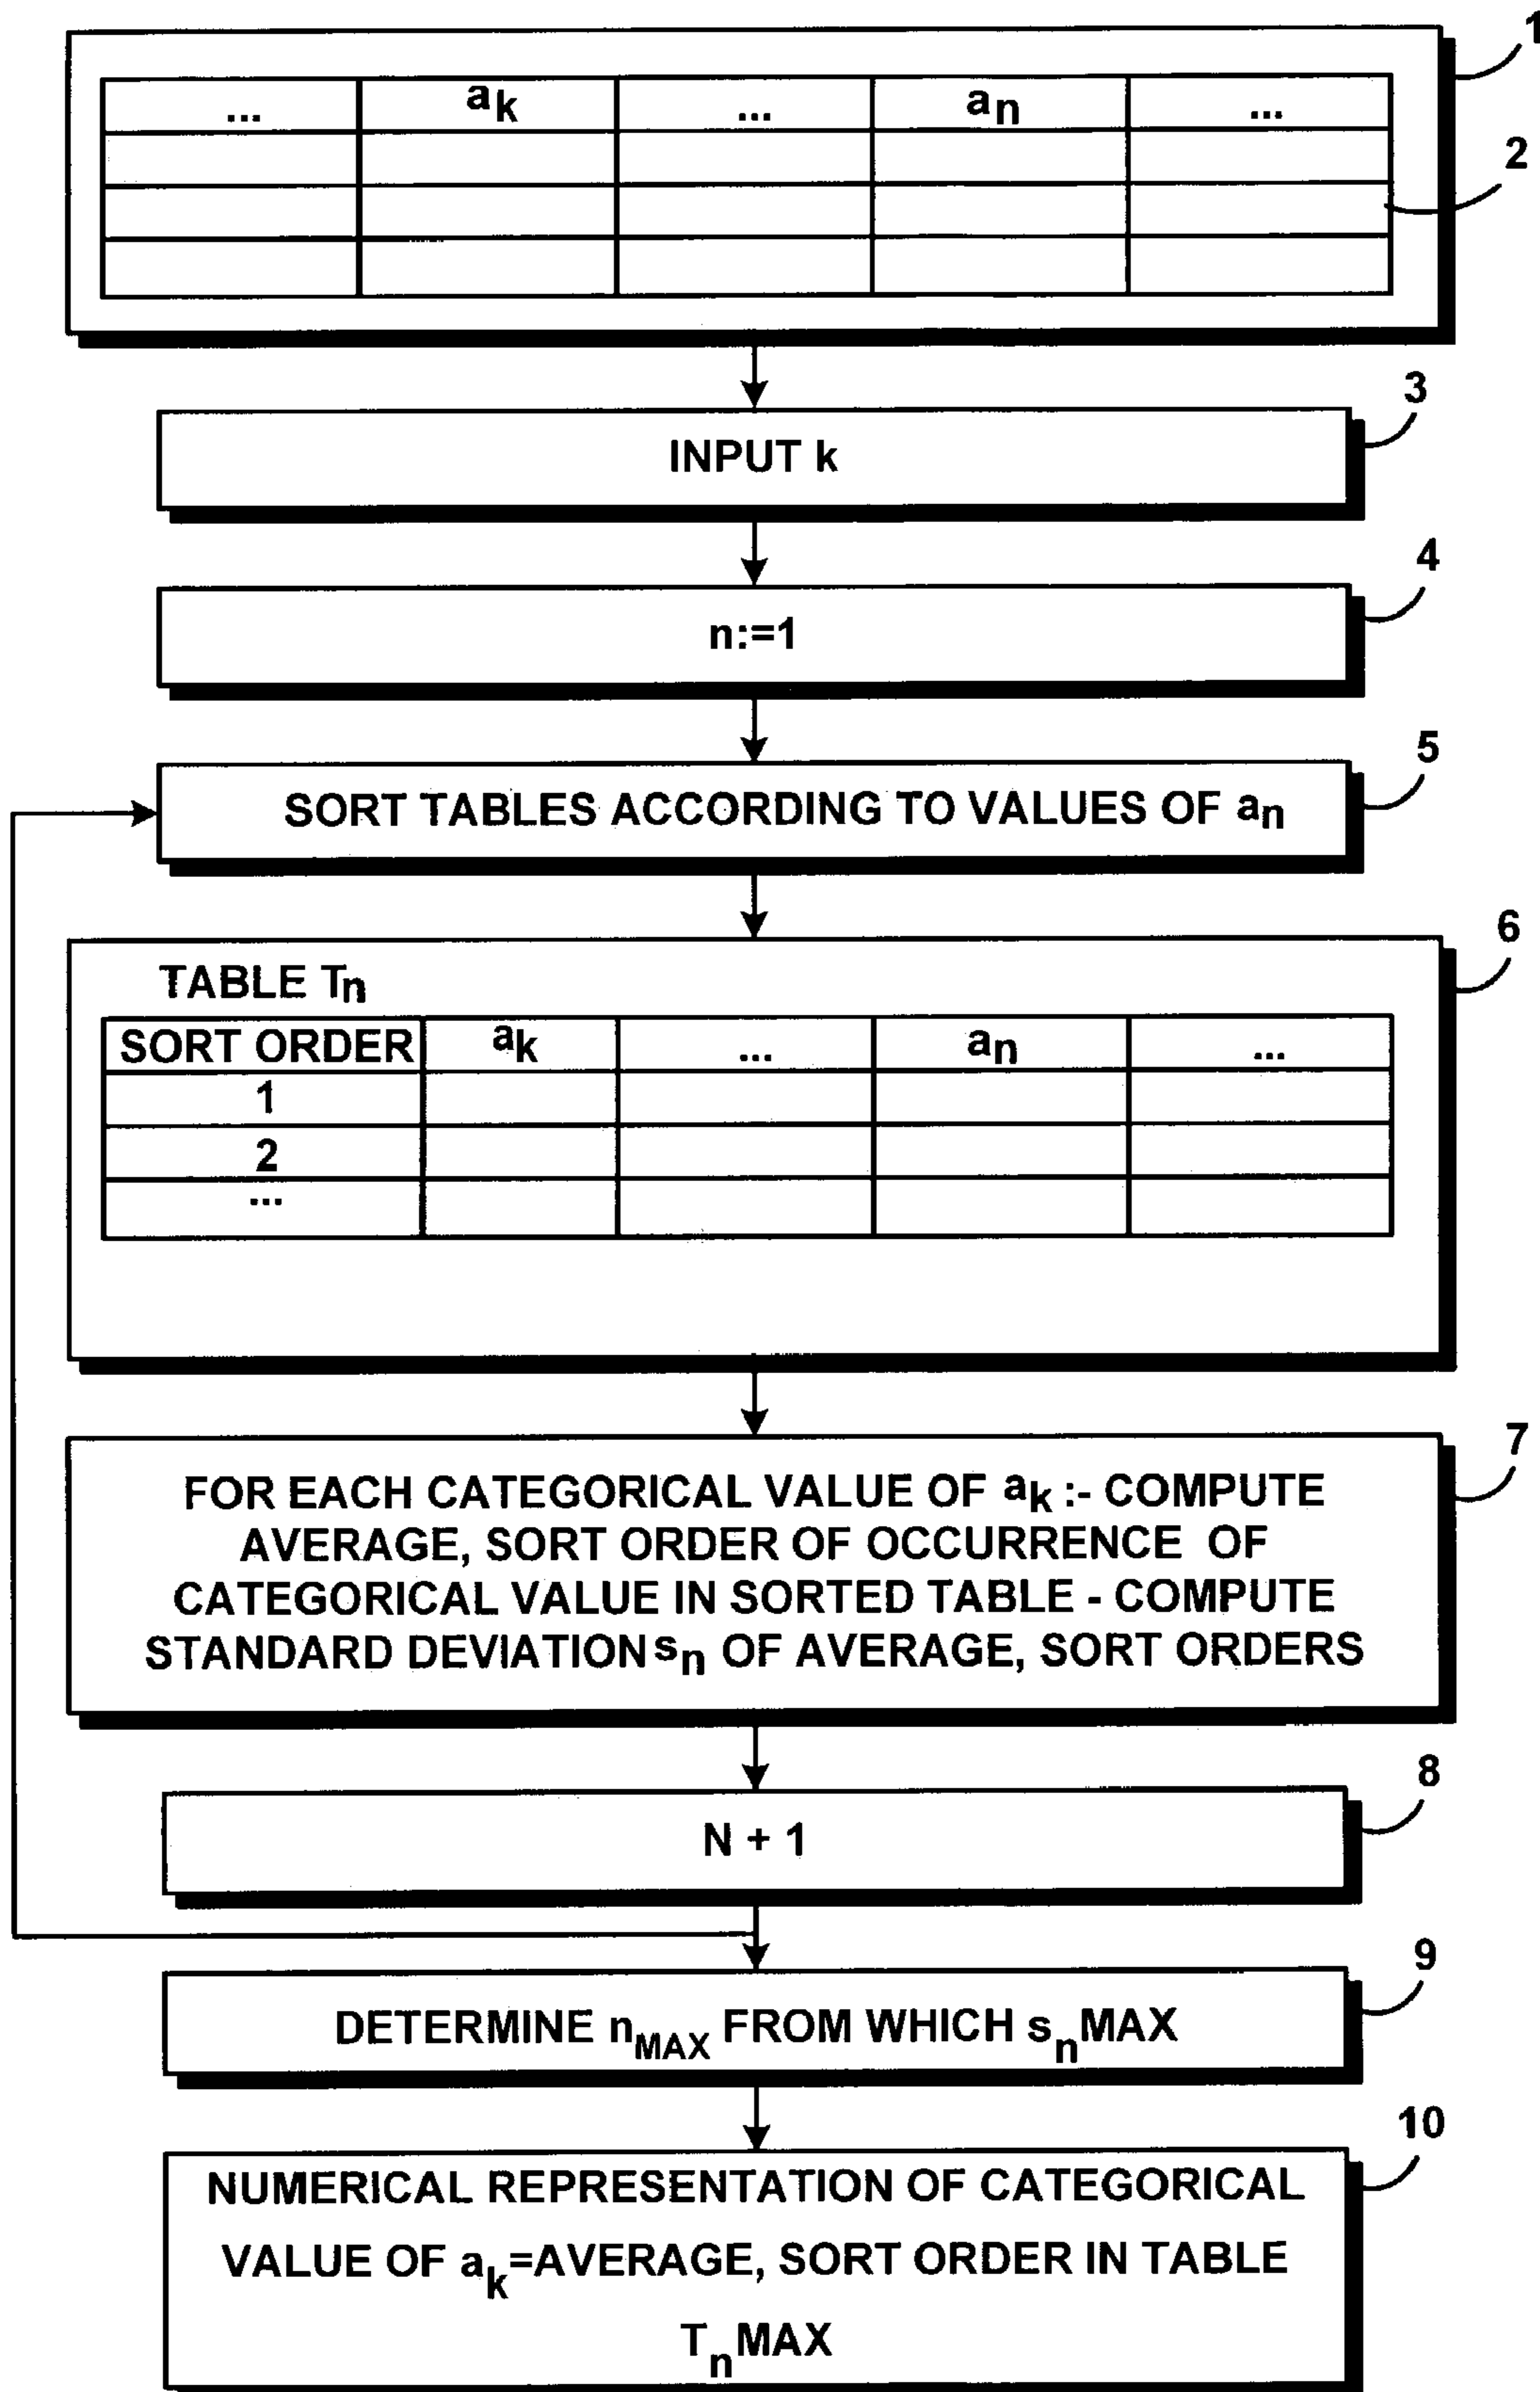 1
... ak ... an ...
2
3
INPUT k
4
n:=1
5
SORT TABLES ACCORDING TO VALUES OF an
6
TABLE Tn
SORT ORDER ak ... an ...
1
2
...
7
FOR EACH CATEGORICAL VALUE OF ak :- COMPUTE
AVERAGE, SORT ORDER OF OCCURRENCE OF
CATEGORICAL VALUE IN SORTED TABLE - COMPUTE
STANDARD DEVIATION sn OF AVERAGE, SORT ORDERS
8
N + 1
9
DETERMINE nMAX FROM WHICH snMAX
10
NUMERICAL REPRESENTATION OF CATEGORICAL
VALUE OF ak=AVERAGE, SORT ORDER IN TABLE
TnMAX